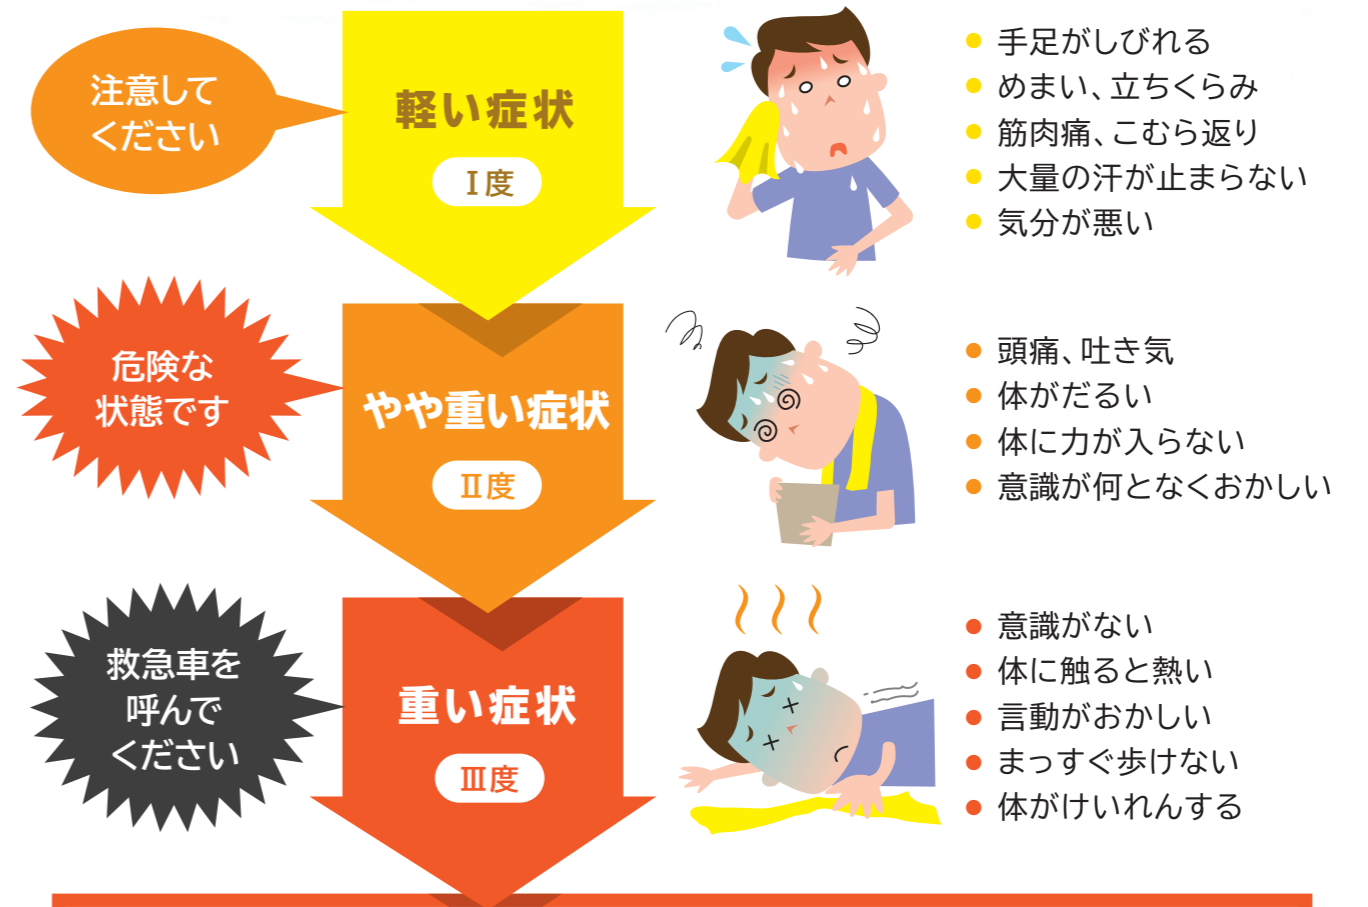 注意して
ください
軽い症状
Ⅰ度
手足がしびれる
めまい、立ちくらみ
筋肉痛、こむら返り
大量の汗が止まらない
気分が悪い
危険な
状態です
やや重い症状
Ⅱ度
頭痛、吐き気
体がだるい
体に力が入らない
意識が何となくおかしい
救急車を
呼んで
ください
重い症状
Ⅲ度
意識がない
体に触ると熱い
言動がおかしい
まっすぐ歩けない
体がけいれんする